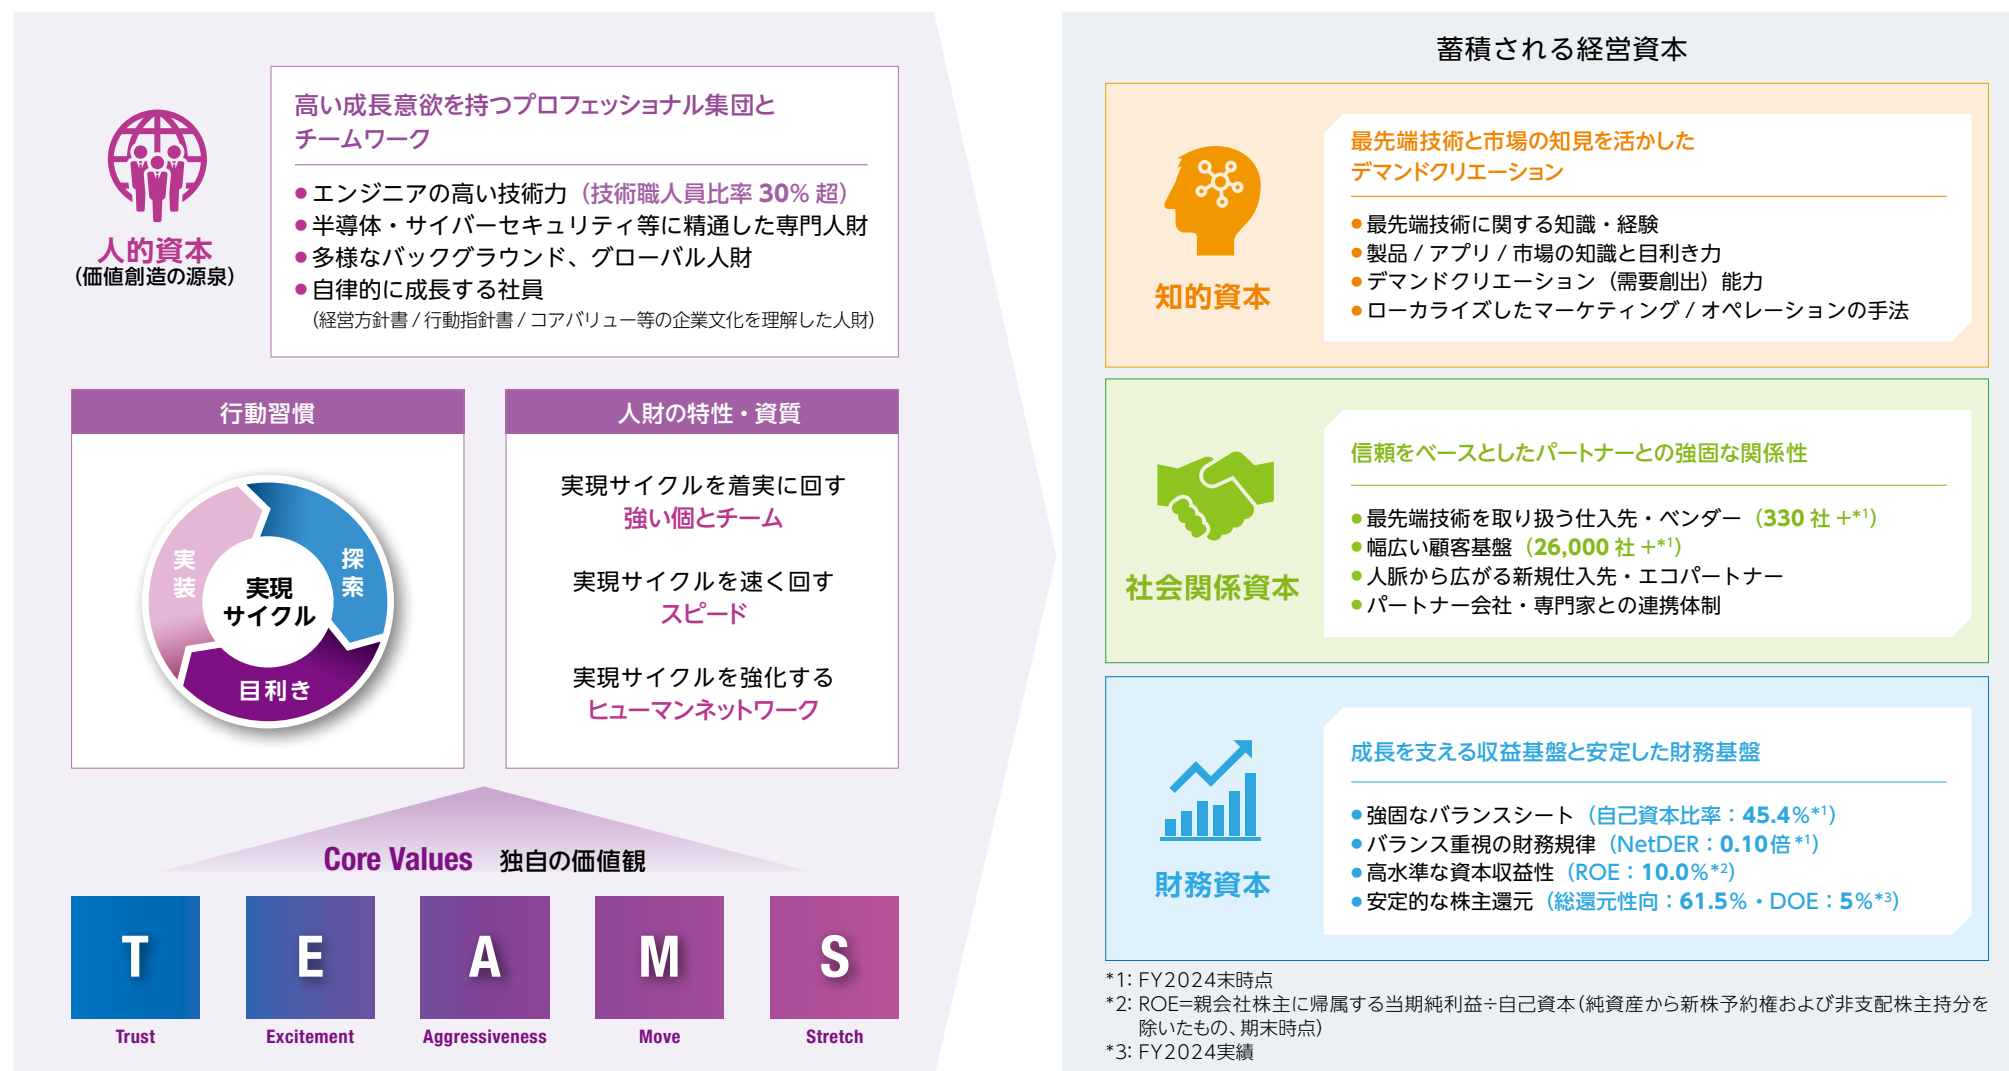 人的資本
(価値創造の源泉)
高い成長意欲を持つプロフェッショナル集団と
チームワーク
●エンジニアの高い技術力（技術職人員比率 30% 超）
●半導体・サイバーセキュリティ等に精通した専門人財
●多様なバックグラウンド、グローバル人財
●自律的に成長する社員
(経営方針書 / 行動指針書 / コアバリュー等の企業文化を理解した人財)
行動習慣
実装
探索
目利き
実現
サイクル
人財の特性・資質
実現サイクルを着実に回す
強い個とチーム
実現サイクルを速く回す
スピード
実現サイクルを強化する
ヒューマンネットワーク
Core Values 独自の価値観
T E A M S
Trust Excitement Aggressiveness Move Stretch
蓄積される経営資本
知的資本
最先端技術と市場の知見を活かした
デマンドクリエーション
●最先端技術に関する知識・経験
●製品 / アプリ / 市場の知識と目利き力
●デマンドクリエーション（需要創出）能力
●ローカライズしたマーケティング / オペレーションの手法
社会関係資本
信頼をベースとしたパートナーとの強固な関係性
●最先端技術を取り扱う仕入先・ベンダー（330 社 +*1）
●幅広い顧客基盤（26,000 社 +*1）
●人脈から広がる新規仕入先・エコパートナー
●パートナー会社・専門家との連携体制
財務資本
成長を支える収益基盤と安定した財務基盤
●強固なバランスシート（自己資本比率：45.4%*1）
●バランス重視の財務規律（NetDER：0.10倍*1）
●高水準な資本収益性（ROE：10.0%*2）
●安定的な株主還元（総還元性向：61.5%・DOE：5%*3）
*1: FY2024末時点
*2: ROE=親会社株主に帰属する当期純利益÷自己資本(純資産から新株予約権および非支配株主持分を
除いたもの、期末時点)
*3: FY2024実績